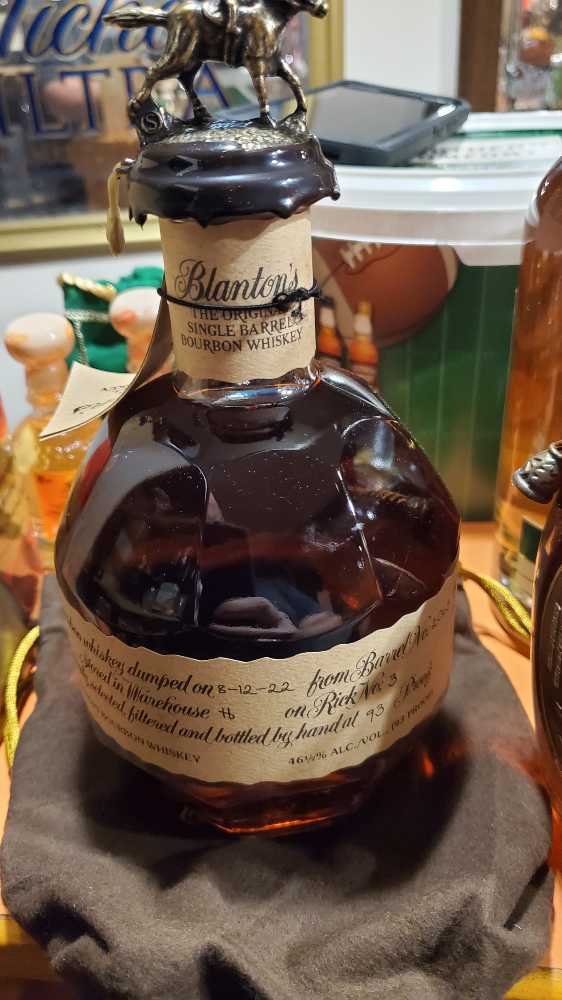 ULTRA
S
Blanton's
THE ORIGINAL
SINGLE BARREL
BOURBON WHISKEY
whiskey dumped on 8-12-22 from Barrel No.
Stored in Warehouse H on Rick No. 3
Selected, filtered and bottled by hand at 93 Proof
BOURBON WHISKEY 46½% ALC./VOL. (93 PROOF)